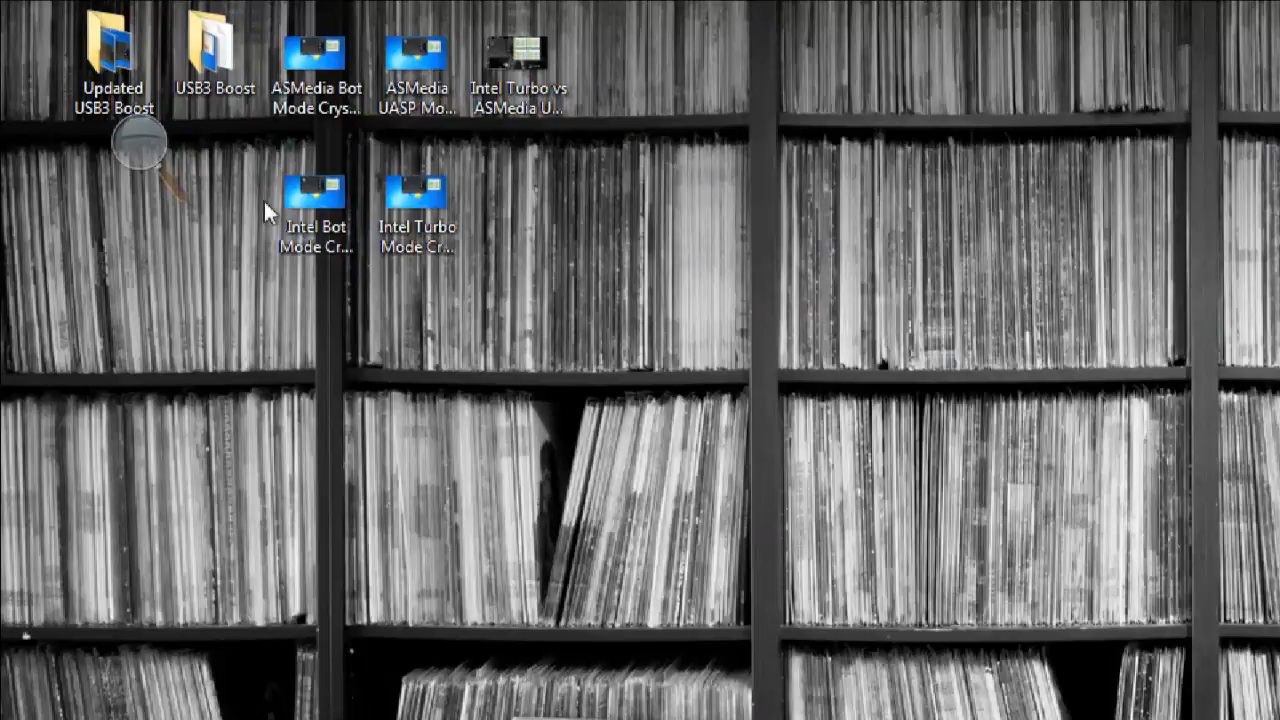 Updated
USB3 Boost
USB3 Boost
ASMedia Bot
Mode Crys...
ASMedia
UASP Mo...
Intel Turbo vs
ASMedia U...
Intel Bot
Mode Cr...
Intel Turbo
Mode Cr...